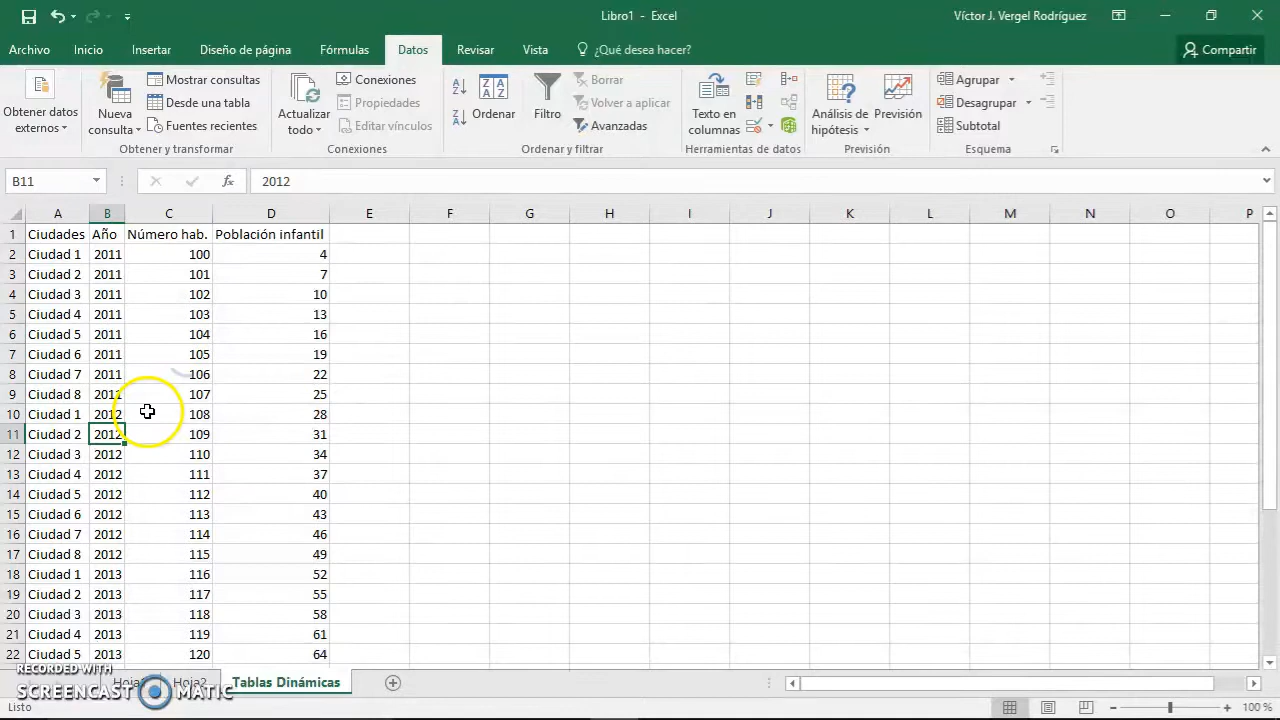 Libro1 - Excel
Víctor J. Vergel Rodríguez
Archivo Inicio Insertar Diseño de página Fórmulas Datos Revisar Vista ¿Qué desea hacer? Compartir
Obtener datos externos
Nueva consulta
Mostrar consultas
Desde una tabla
Fuentes recientes
Obtener y transformar
Actualizar todo
Conexiones
Propiedades
Editar vínculos
Conexiones
Ordenar
Filtro
Borrar
Volver a aplicar
Avanzadas
Ordenar y filtrar
Texto en columnas
Herramientas de datos
Análisis de hipótesis
Previsión
Previsión
Agrupar
Desagrupar
Subtotal
Esquema
B11 fx 2012
A B C D E F G H I J K L M N O P
1 Ciudades Año Número hab. Población infantil
2 Ciudad 1 2011 100 4
3 Ciudad 2 2011 101 7
4 Ciudad 3 2011 102 10
5 Ciudad 4 2011 103 13
6 Ciudad 5 2011 104 16
7 Ciudad 6 2011 105 19
8 Ciudad 7 2011 106 22
9 Ciudad 8 2011 107 25
10 Ciudad 1 2012 108 28
11 Ciudad 2 2012 109 31
12 Ciudad 3 2012 110 34
13 Ciudad 4 2012 111 37
14 Ciudad 5 2012 112 40
15 Ciudad 6 2012 113 43
16 Ciudad 7 2012 114 46
17 Ciudad 8 2012 115 49
18 Ciudad 1 2013 116 52
19 Ciudad 2 2013 117 55
20 Ciudad 3 2013 118 58
21 Ciudad 4 2013 119 61
22 Ciudad 5 2013 120 64
RECORDED WITH
SCREENCAST MATIC
Hoja2 Tablas Dinámicas
Listo 100 %